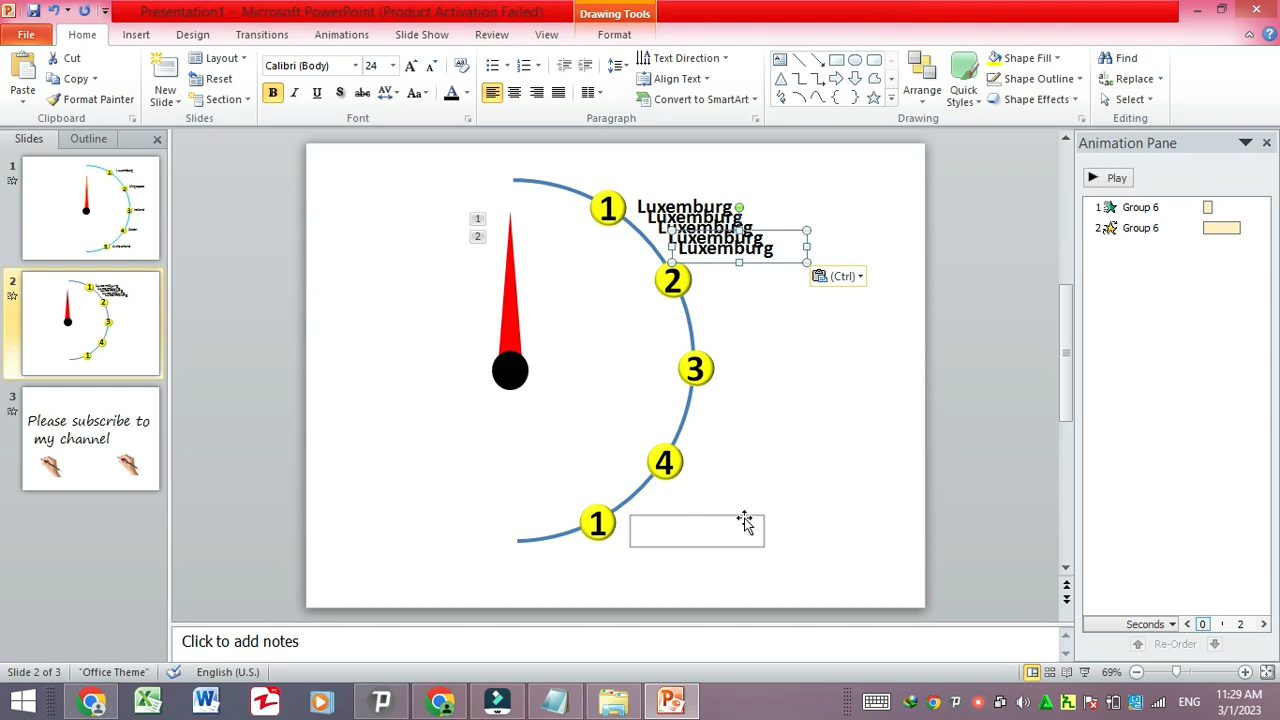 Presentation1 - Microsoft PowerPoint (Product Activation Failed)
Drawing Tools
File Home Insert Design Transitions Animations Slide Show Review View Format
Paste
Cut
Copy
Format Painter
Clipboard
New Slide
Layout
Reset
Section
Slides
Calibri (Body) 24
B I U S abc AV Aa A
Font
Text Direction
Align Text
Convert to SmartArt
Paragraph
Arrange
Quick Styles
Shape Fill
Shape Outline
Shape Effects
Drawing
Find
Replace
Select
Editing
Slides Outline
1
2
1
2
3
4
1
3
Please subscribe to
my channel
1
2
1 Luxemburg
Luxemburg
Luxemburg
Luxemburg
Luxemburg
(Ctrl)
2
3
4
1
Click to add notes
Animation Pane
Play
1 Group 6
2 Group 6
Seconds 0 2
Re-Order
Slide 2 of 3 "Office Theme" English (U.S.) 69%
ENG
11:29 AM
3/1/2023